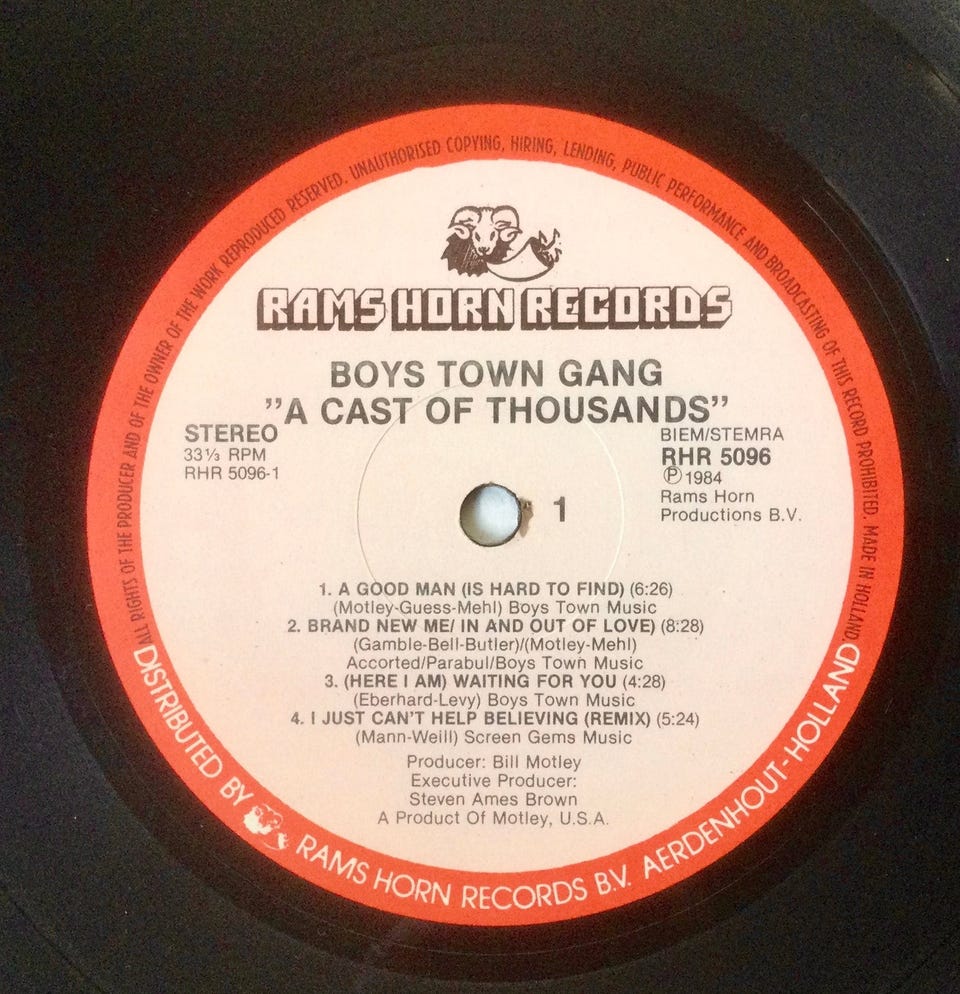 ALL RIGHTS OF THE PRODUCER AND OF THE OWNER OF THE WORK REPRODUCED RESERVED. UNAUTHORISED COPYING, HIRING, LENDING, PUBLIC PERFORMANCE AND BROADCASTING OF THIS RECORD PROHIBITED. MADE IN HOLLAND.
RAMS HORN RECORDS
BOYS TOWN GANG
”A CAST OF THOUSANDS”
STEREO
33⅓ RPM
RHR 5096-1
BIEM/STEMRA
RHR 5096
Ⓟ 1984
Rams Horn
Productions B.V.
1
1. A GOOD MAN (IS HARD TO FIND) (6:26)
(Motley-Guess-Mehl) Boys Town Music
2. BRAND NEW ME/ IN AND OUT OF LOVE) (8:28)
(Gamble-Bell-Butler)/(Motley-Mehl)
Accorted/Parabul/Boys Town Music
3. (HERE I AM) WAITING FOR YOU (4:28)
(Eberhard-Levy) Boys Town Music
4. I JUST CAN'T HELP BELIEVING (REMIX) (5:24)
(Mann-Weill) Screen Gems Music
Producer: Bill Motley
Executive Producer:
Steven Ames Brown
A Product Of Motley, U.S.A.
DISTRIBUTED BY RAMS HORN RECORDS B.V. AERDENHOUT-HOLLAND